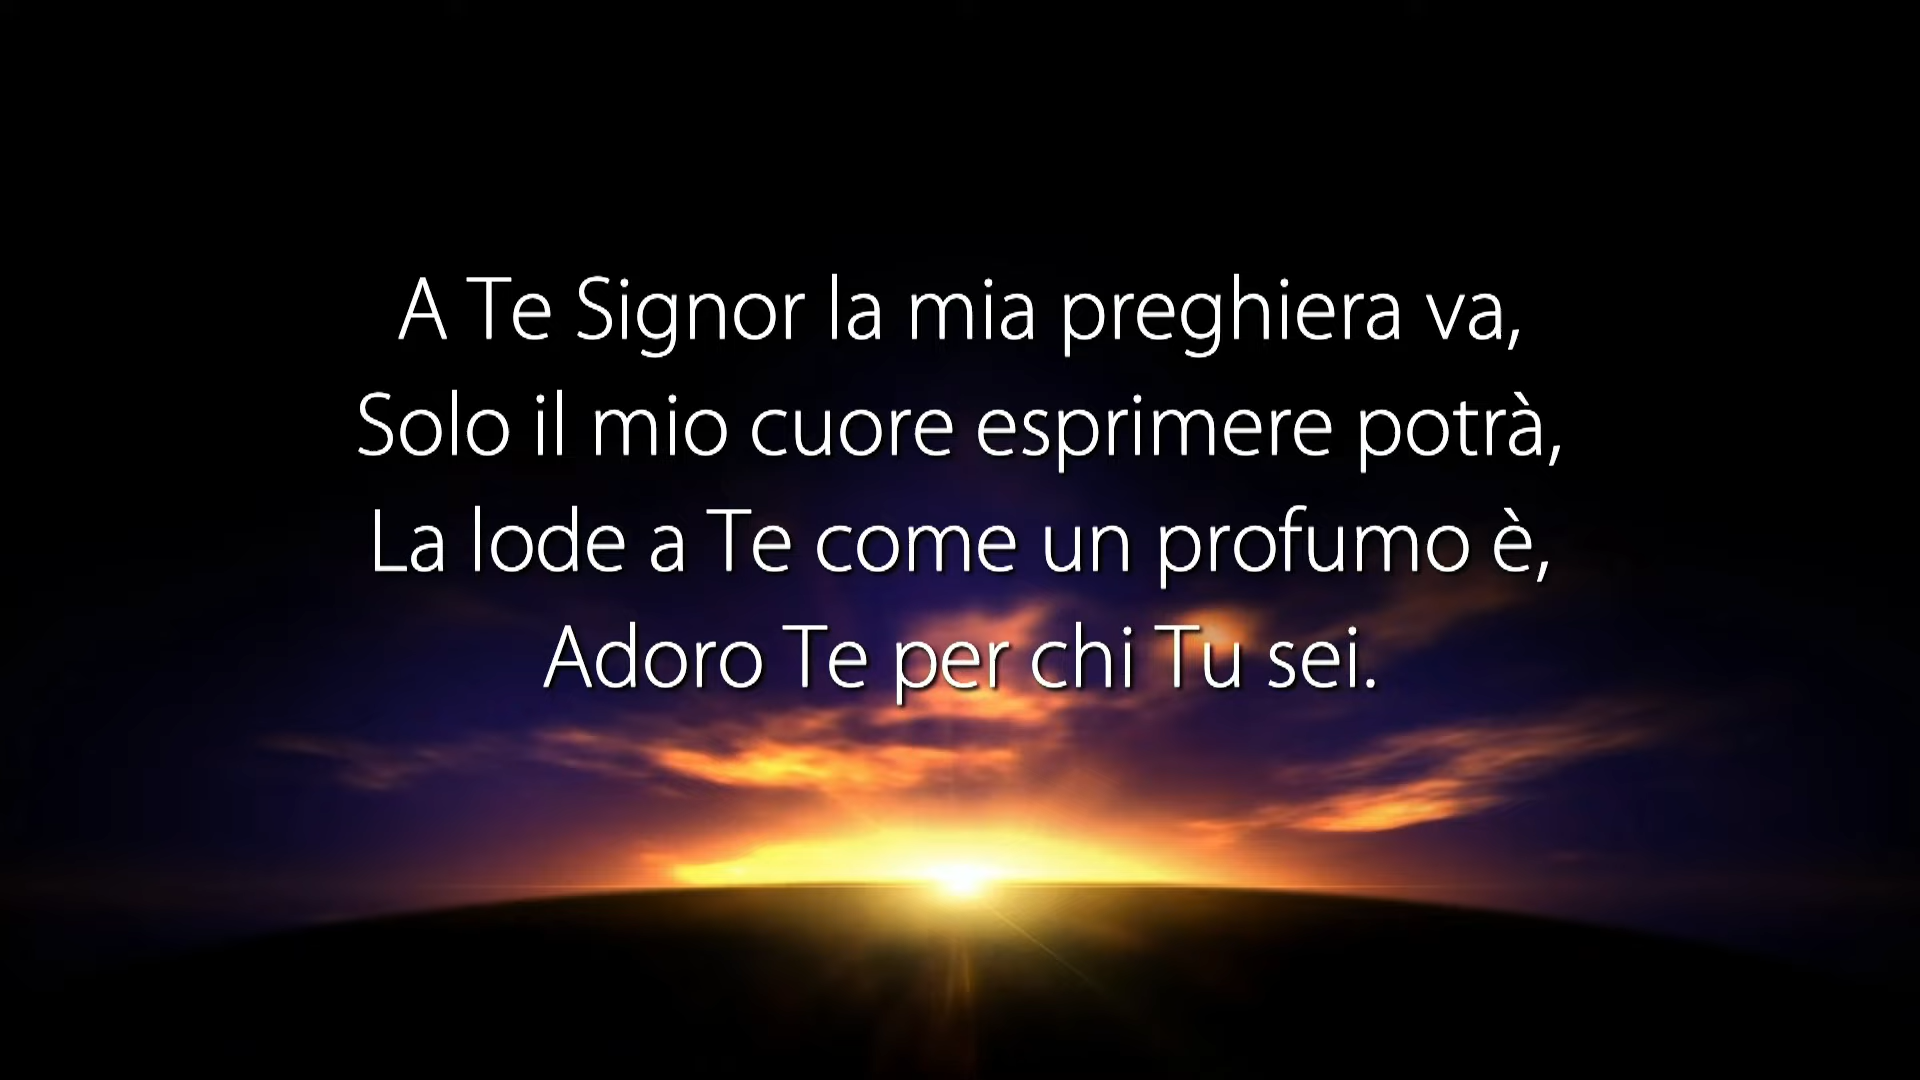 A Te Signor la mia preghiera va,
Solo il mio cuore esprimere potrà,
La lode a Te come un profumo è,
Adoro Te per chi Tu sei.